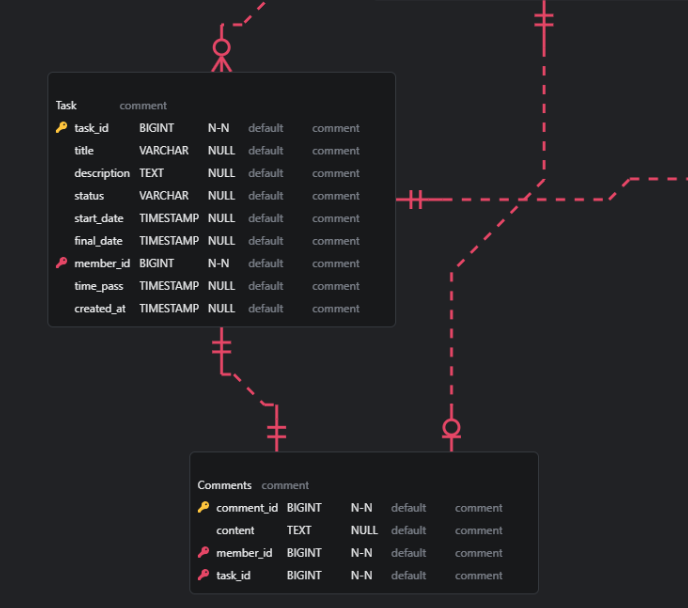 Task comment
task_id BIGINT N-N default comment
title VARCHAR NULL default comment
description TEXT NULL default comment
status VARCHAR NULL default comment
start_date TIMESTAMP NULL default comment
final_date TIMESTAMP NULL default comment
member_id BIGINT N-N default comment
time_pass TIMESTAMP NULL default comment
created_at TIMESTAMP NULL default comment
Comments comment
comment_id BIGINT N-N default comment
content TEXT NULL default comment
member_id BIGINT N-N default comment
task_id BIGINT N-N default comment